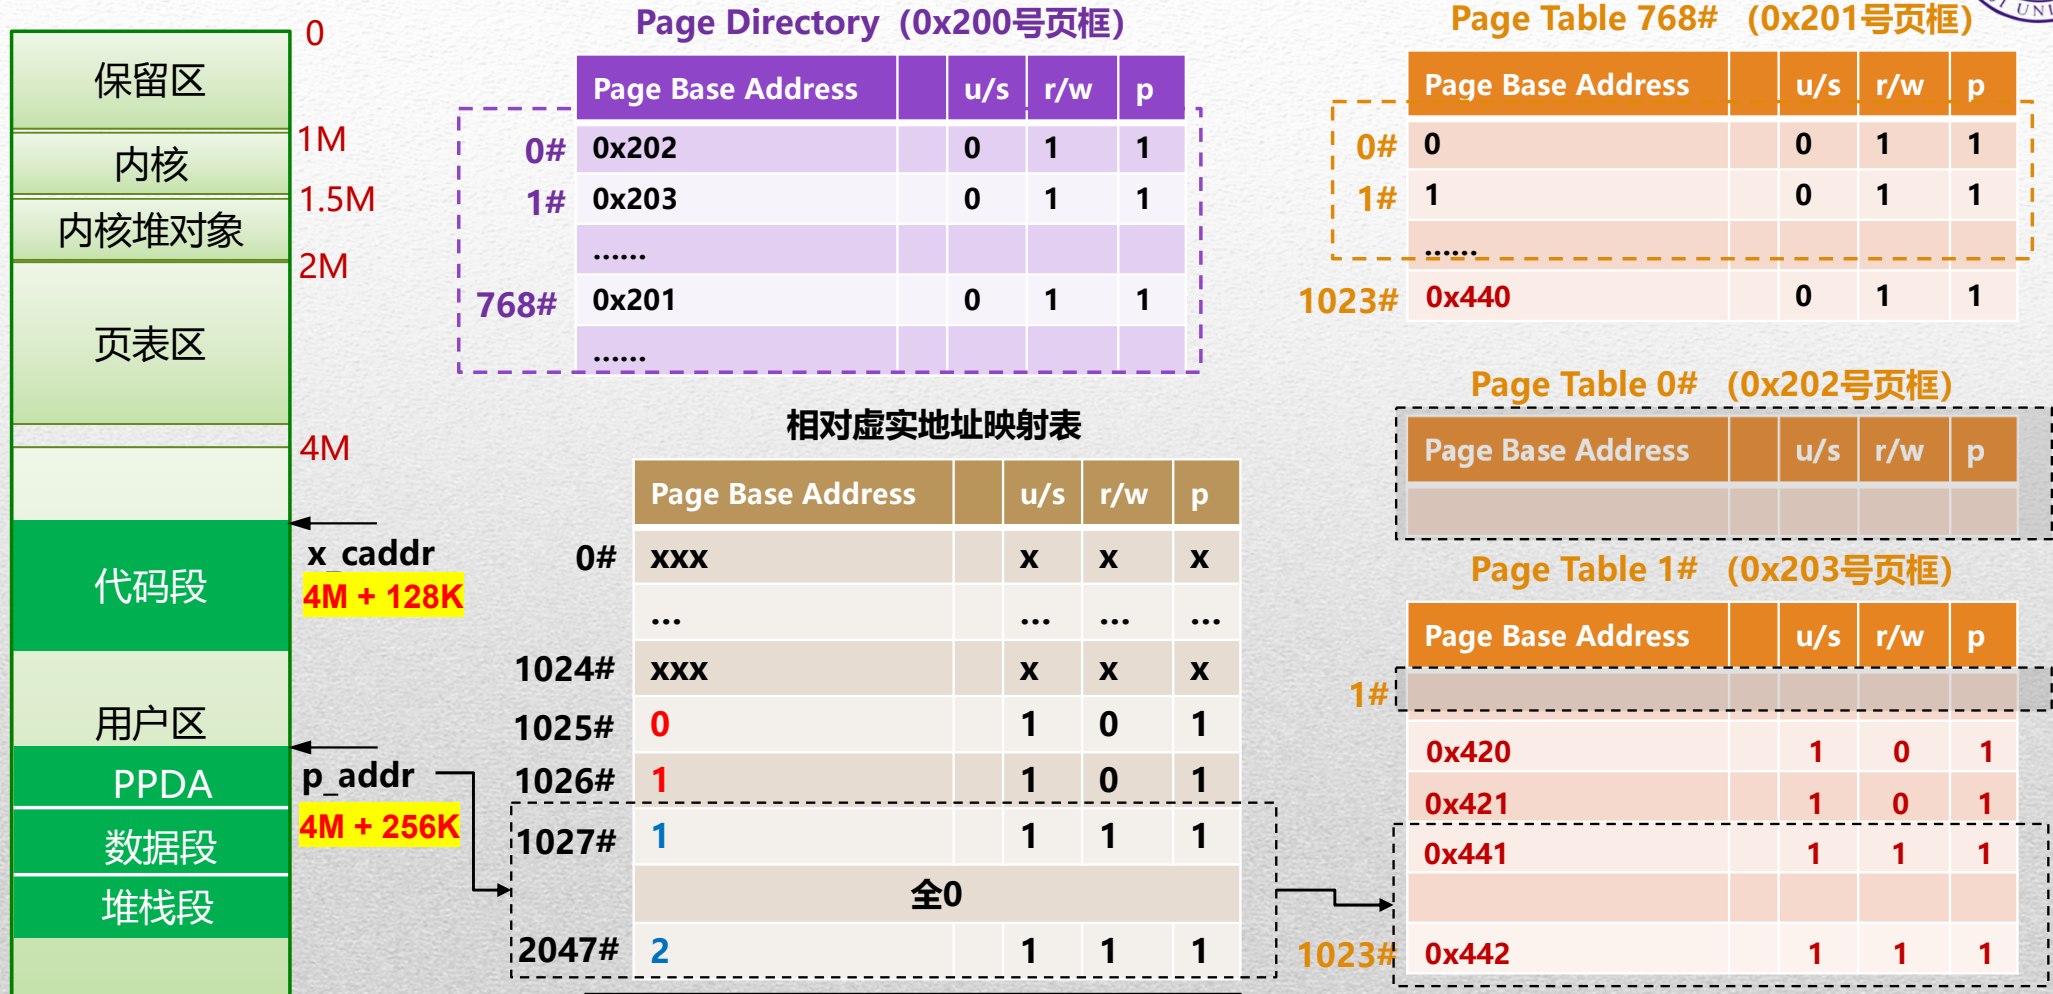 0
保留区
1M
内核
1.5M
内核堆对象
2M
页表区
4M
x_caddr
4M + 128K
代码段
用户区
p_addr
4M + 256K
PPDA
数据段
堆栈段
Page Directory (0x200号页框)
Page Base Address u/s r/w p
0# 0x202 0 1 1
1# 0x203 0 1 1
......
768# 0x201 0 1 1
......
相对虚实地址映射表
Page Base Address u/s r/w p
0# xxx x x x
... ... ... ...
1024# xxx x x x
1025# 0 1 0 1
1026# 1 1 0 1
1027# 1 1 1 1
全0
2047# 2 1 1 1
Page Table 768# (0x201号页框)
Page Base Address u/s r/w p
0# 0 0 1 1
1# 1 0 1 1
......
1023# 0x440 0 1 1
Page Table 0# (0x202号页框)
Page Base Address u/s r/w p
Page Table 1# (0x203号页框)
Page Base Address u/s r/w p
1#
0x420 1 0 1
0x421 1 0 1
0x441 1 1 1
1023# 0x442 1 1 1